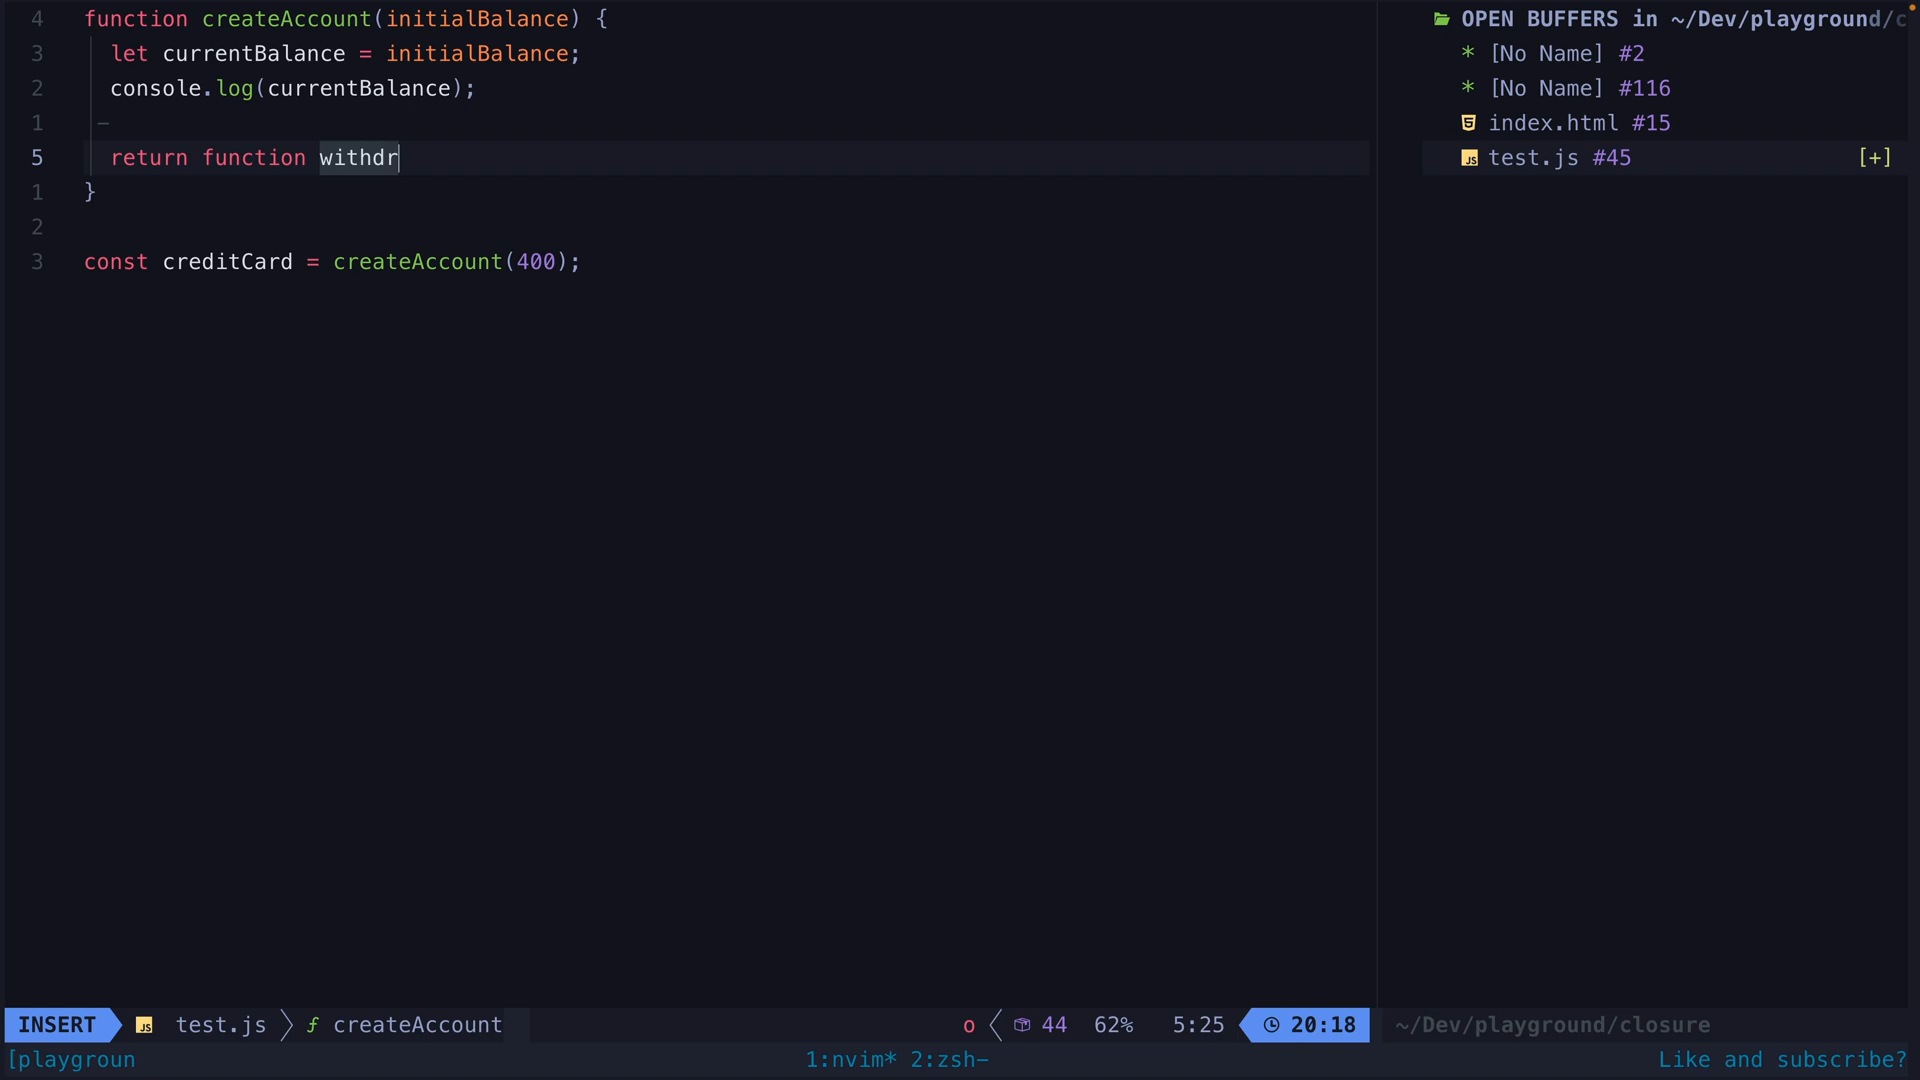 4 function createAccount(initialBalance) {
3 let currentBalance = initialBalance;
2 console.log(currentBalance);
1 –
5 return function withdr
1 }
2
3 const creditCard = createAccount(400);
OPEN BUFFERS in ~/Dev/playground/c
* [No Name] #2
* [No Name] #116
index.html #15
JS test.js #45 [+]
INSERT JS test.js ƒ createAccount o 44 62% 5:25 20:18 ~/Dev/playground/closure
[playgroun 1:nvim* 2:zsh- Like and subscribe?